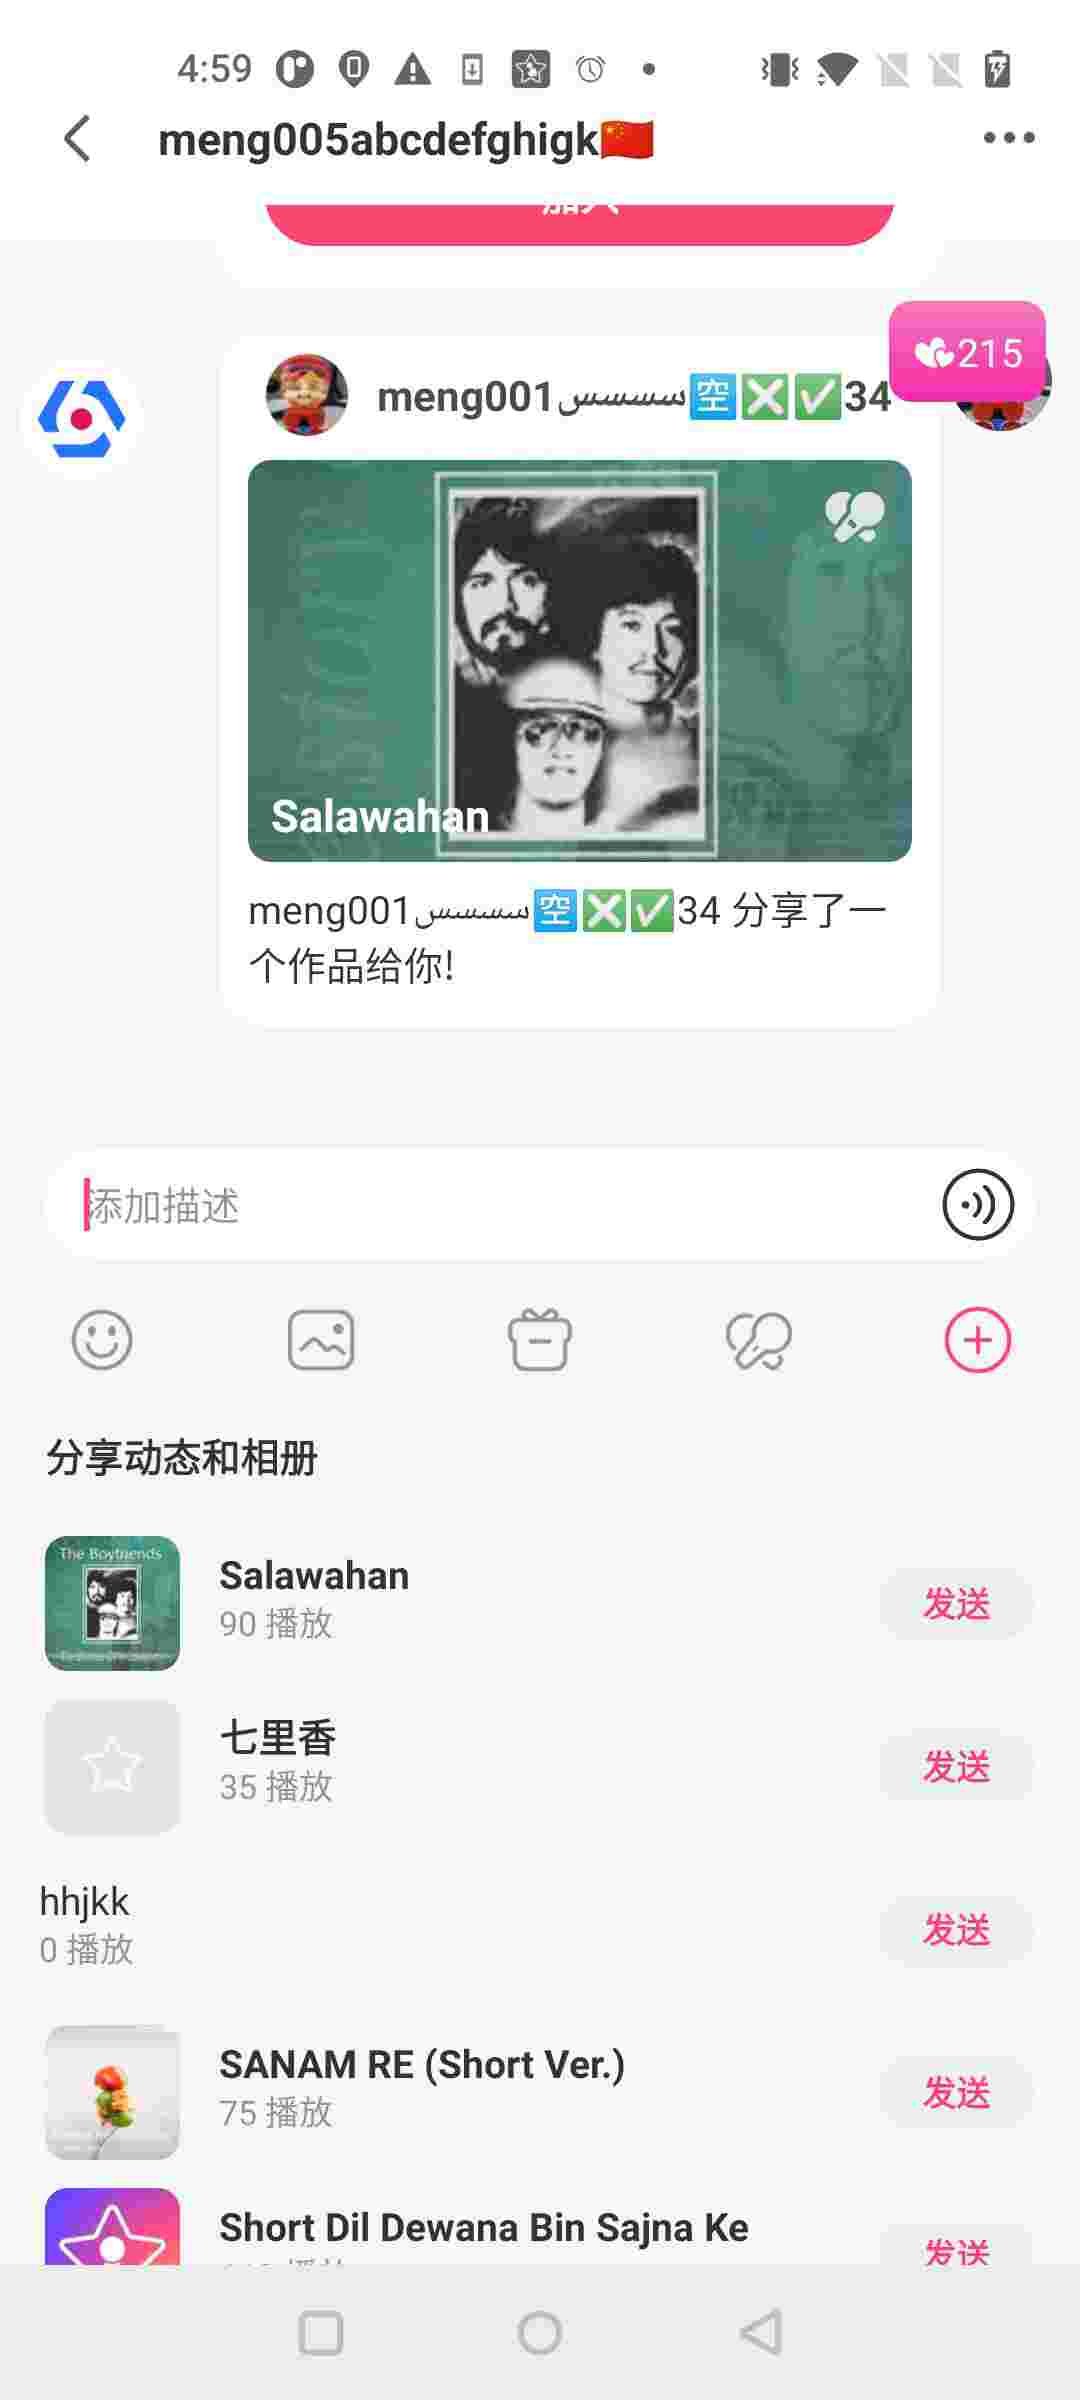 4:59
meng005abcdefghigk🇨🇳
加入
215
meng001سسسس🈳❎✅34
Salawahan
meng001سسسس🈳❎✅34 分享了一
个作品给你!
添加描述
分享动态和相册
The Boyfriends
Salawahan
90 播放
发送
七里香
35 播放
发送
hhjkk
0 播放
发送
SANAM RE (Short Ver.)
75 播放
发送
Short Dil Dewana Bin Sajna Ke
发送